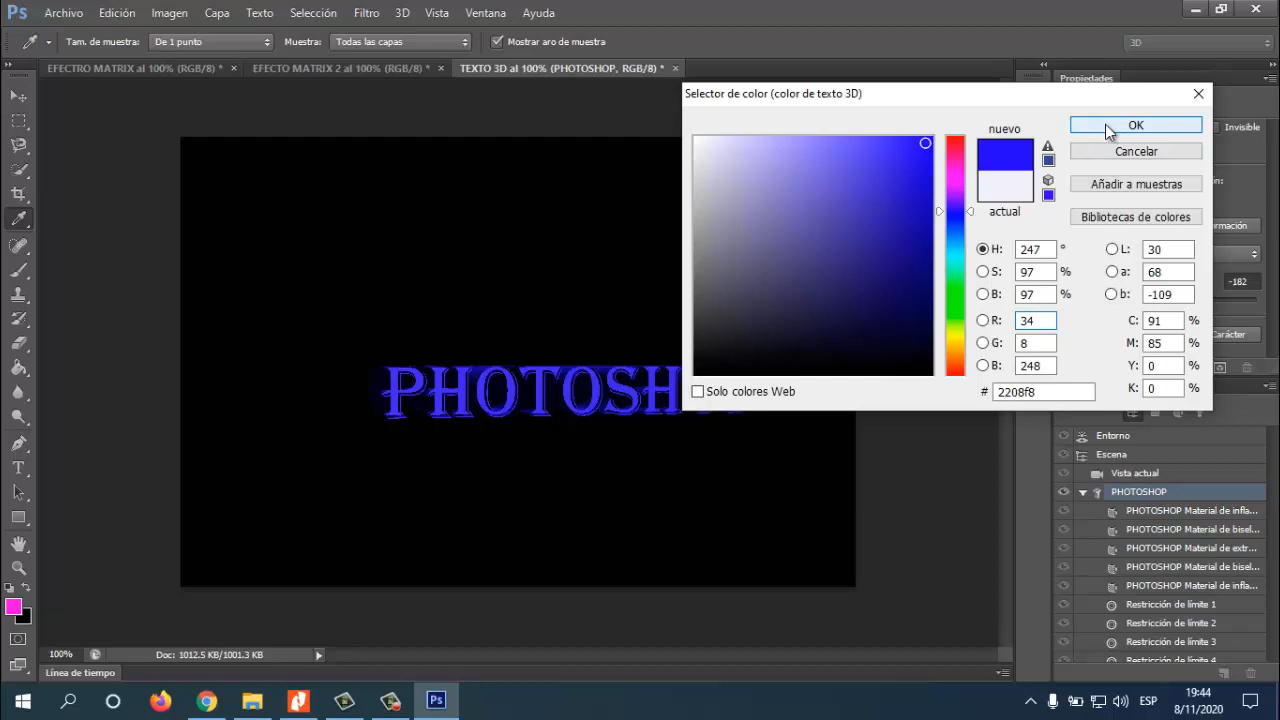 Ps Archivo Edición Imagen Capa Texto Selección Filtro 3D Vista Ventana Ayuda
Tam. de muestra: De 1 punto Muestra: Todas las capas Mostrar aro de muestra 3D
EFECTRO MATRIX al 100% (RGB/8) * × EFECTO MATRIX 2 al 100% (RGB/8) * × TEXTO 3D al 100% (PHOTOSHOP, RGB/8) * ×
Propiedades
Selector de color (color de texto 3D)
nuevo
OK
Invisible
Cancelar
Añadir a muestras
actual
Bibliotecas de colores
H: 247 °
L: 30
S: 97 %
a: 68
-182
B: 97 %
b: -109
R: 34
C: 91 %
G: 8
M: 85 %
Carácter
B: 248
Y: 0 %
Solo colores Web
# 2208f8
K: 0 %
PHOTOSH
Entorno
Escena
Vista actual
PHOTOSHOP
PHOTOSHOP Material de infla...
PHOTOSHOP Material de bisel...
PHOTOSHOP Material de extr...
PHOTOSHOP Material de bisel...
PHOTOSHOP Material de infla...
Restricción de límite 1
Restricción de límite 2
Restricción de límite 3
Restricción de límite 4
100% Doc: 1012.5 KB/1001.3 KB
Línea de tiempo
Ps
ESP
19:44
8/11/2020